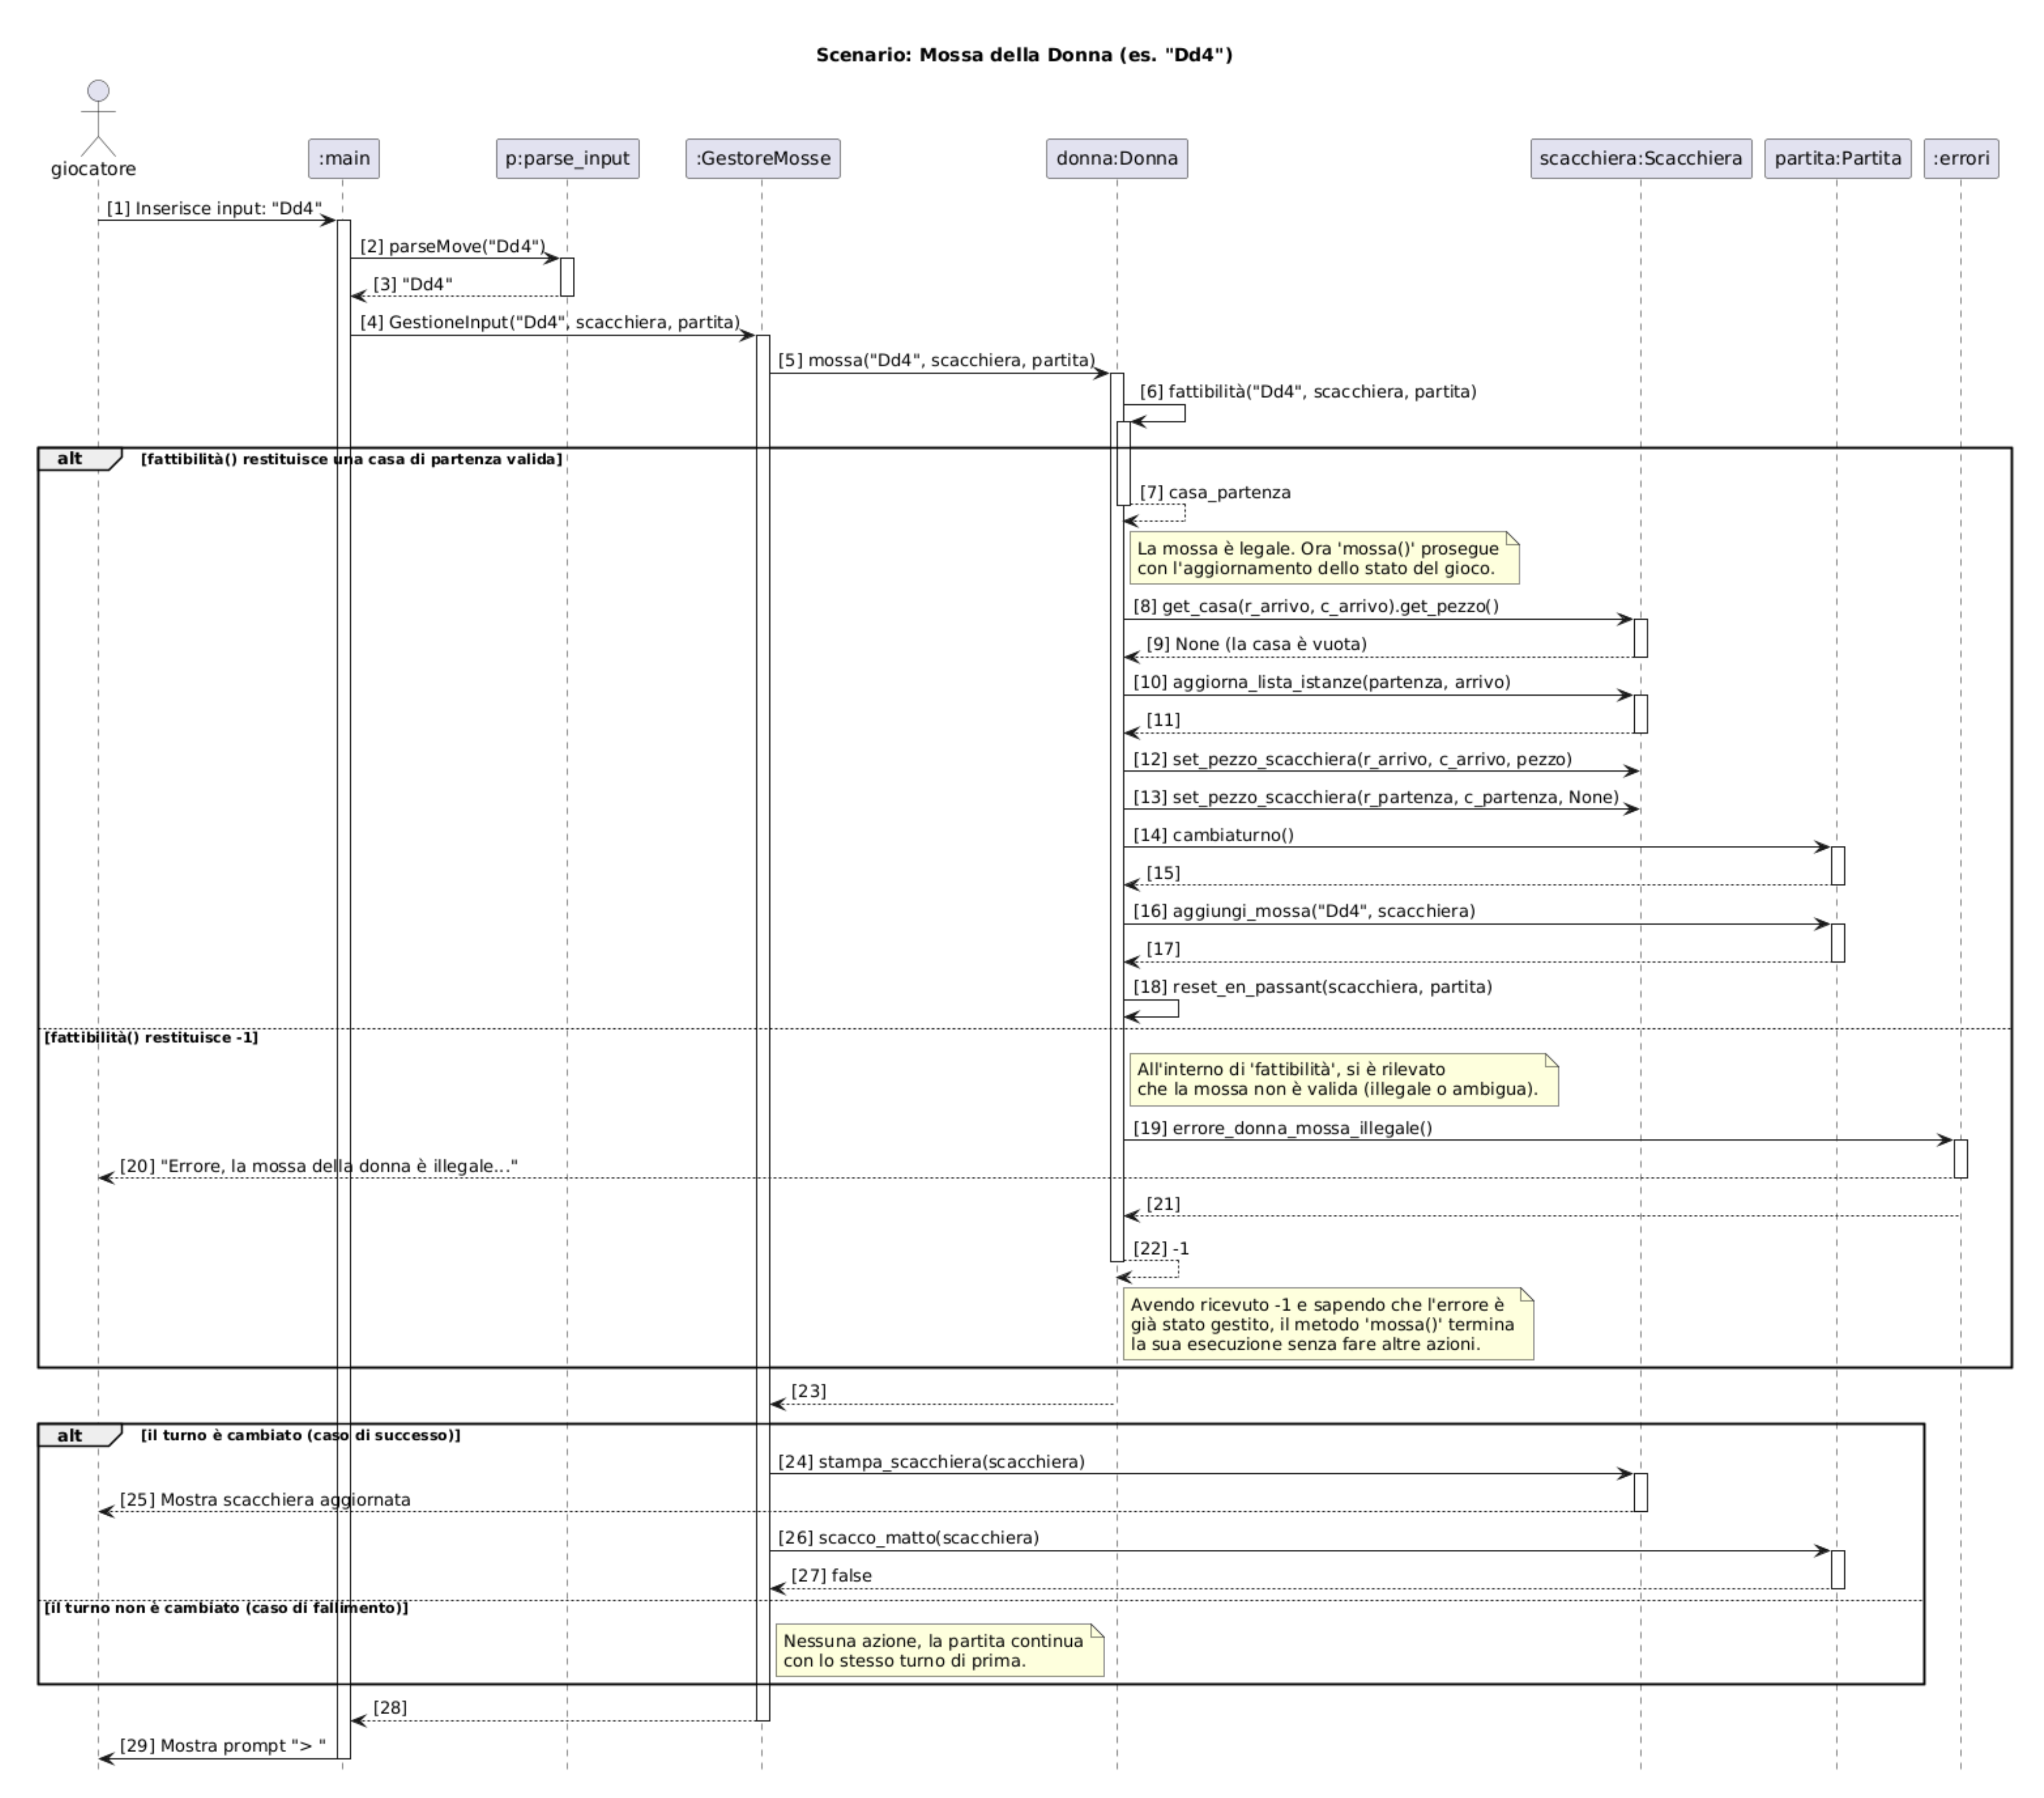 Scenario: Mossa della Donna (es. "Dd4")
giocatore
:main
p:parse_input
:GestoreMosse
donna:Donna
scacchiera:Scacchiera
partita:Partita
:errori
[1] Inserisce input: "Dd4"
[2] parseMove("Dd4")
[3] "Dd4"
[4] GestioneInput("Dd4", scacchiera, partita)
[5] mossa("Dd4", scacchiera, partita)
[6] fattibilità("Dd4", scacchiera, partita)
alt
[fattibilità() restituisce una casa di partenza valida]
[7] casa_partenza
La mossa è legale. Ora 'mossa()' prosegue
con l'aggiornamento dello stato del gioco.
[8] get_casa(r_arrivo, c_arrivo).get_pezzo()
[9] None (la casa è vuota)
[10] aggiorna_lista_istanze(partenza, arrivo)
[11]
[12] set_pezzo_scacchiera(r_arrivo, c_arrivo, pezzo)
[13] set_pezzo_scacchiera(r_partenza, c_partenza, None)
[14] cambiaturno()
[15]
[16] aggiungi_mossa("Dd4", scacchiera)
[17]
[18] reset_en_passant(scacchiera, partita)
[fattibilità() restituisce -1]
All'interno di 'fattibilità', si è rilevato
che la mossa non è valida (illegale o ambigua).
[19] errore_donna_mossa_illegale()
[20] "Errore, la mossa della donna è illegale..."
[21]
[22] -1
Avendo ricevuto -1 e sapendo che l'errore è
già stato gestito, il metodo 'mossa()' termina
la sua esecuzione senza fare altre azioni.
[23]
alt
[il turno è cambiato (caso di successo)]
[24] stampa_scacchiera(scacchiera)
[25] Mostra scacchiera aggiornata
[26] scacco_matto(scacchiera)
[27] false
[il turno non è cambiato (caso di fallimento)]
Nessuna azione, la partita continua
con lo stesso turno di prima.
[28]
[29] Mostra prompt "> "